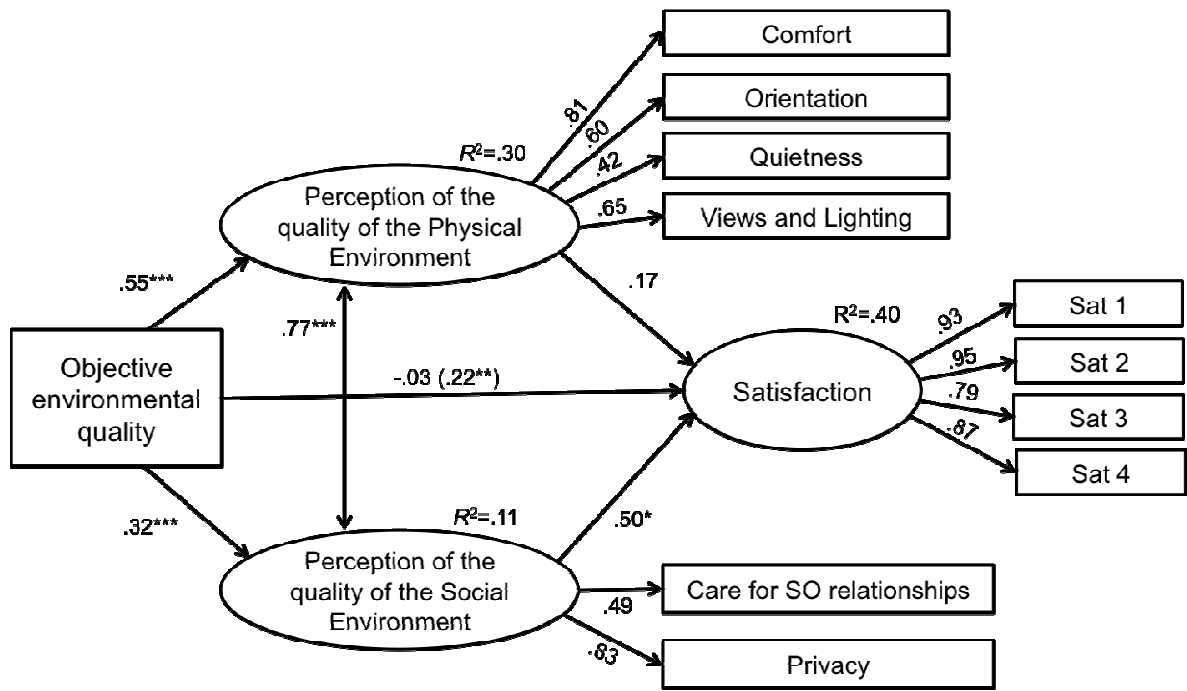 Comfort
.81
Orientation
.60
Quietness
.42
Views and Lighting
.65
R²=.30
Perception of the
quality of the Physical
Environment
.55***
.77***
.17
R²=.40
Objective
environmental
quality
-.03 (.22**)
Satisfaction
.93
Sat 1
.95
Sat 2
.79
Sat 3
.87
Sat 4
.32***
R²=.11
.50*
Perception of the
quality of the Social
Environment
.49
Care for SO relationships
.83
Privacy